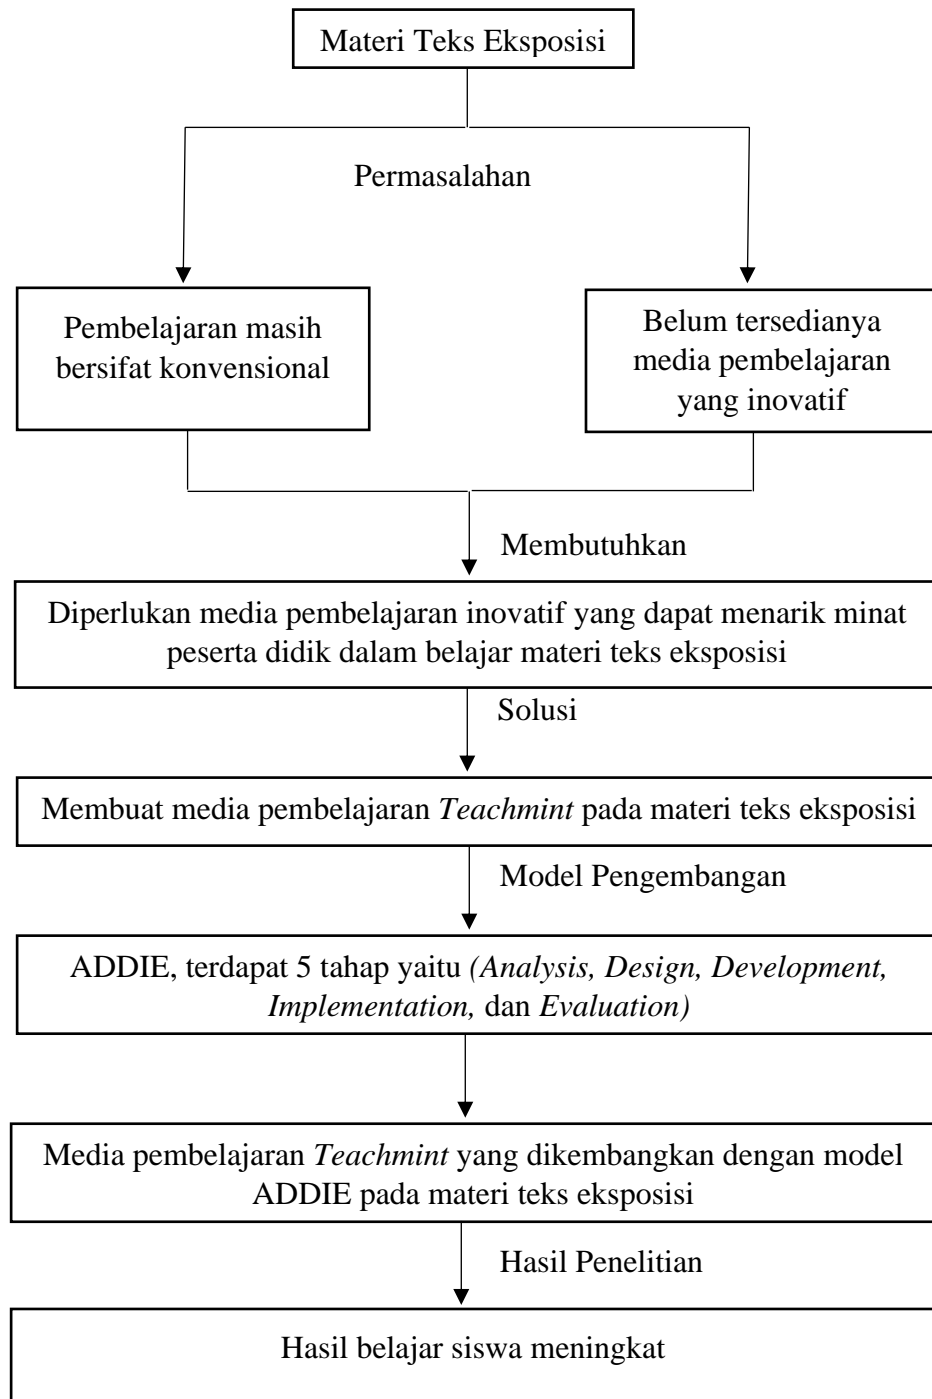 Materi Teks Eksposisi
Permasalahan
Pembelajaran masih
bersifat konvensional
Belum tersedianya
media pembelajaran
yang inovatif
Membutuhkan
Diperlukan media pembelajaran inovatif yang dapat menarik minat
peserta didik dalam belajar materi teks eksposisi
Solusi
Membuat media pembelajaran Teachmint pada materi teks eksposisi
Model Pengembangan
ADDIE, terdapat 5 tahap yaitu (Analysis, Design, Development,
Implementation, dan Evaluation)
Media pembelajaran Teachmint yang dikembangkan dengan model
ADDIE pada materi teks eksposisi
Hasil Penelitian
Hasil belajar siswa meningkat